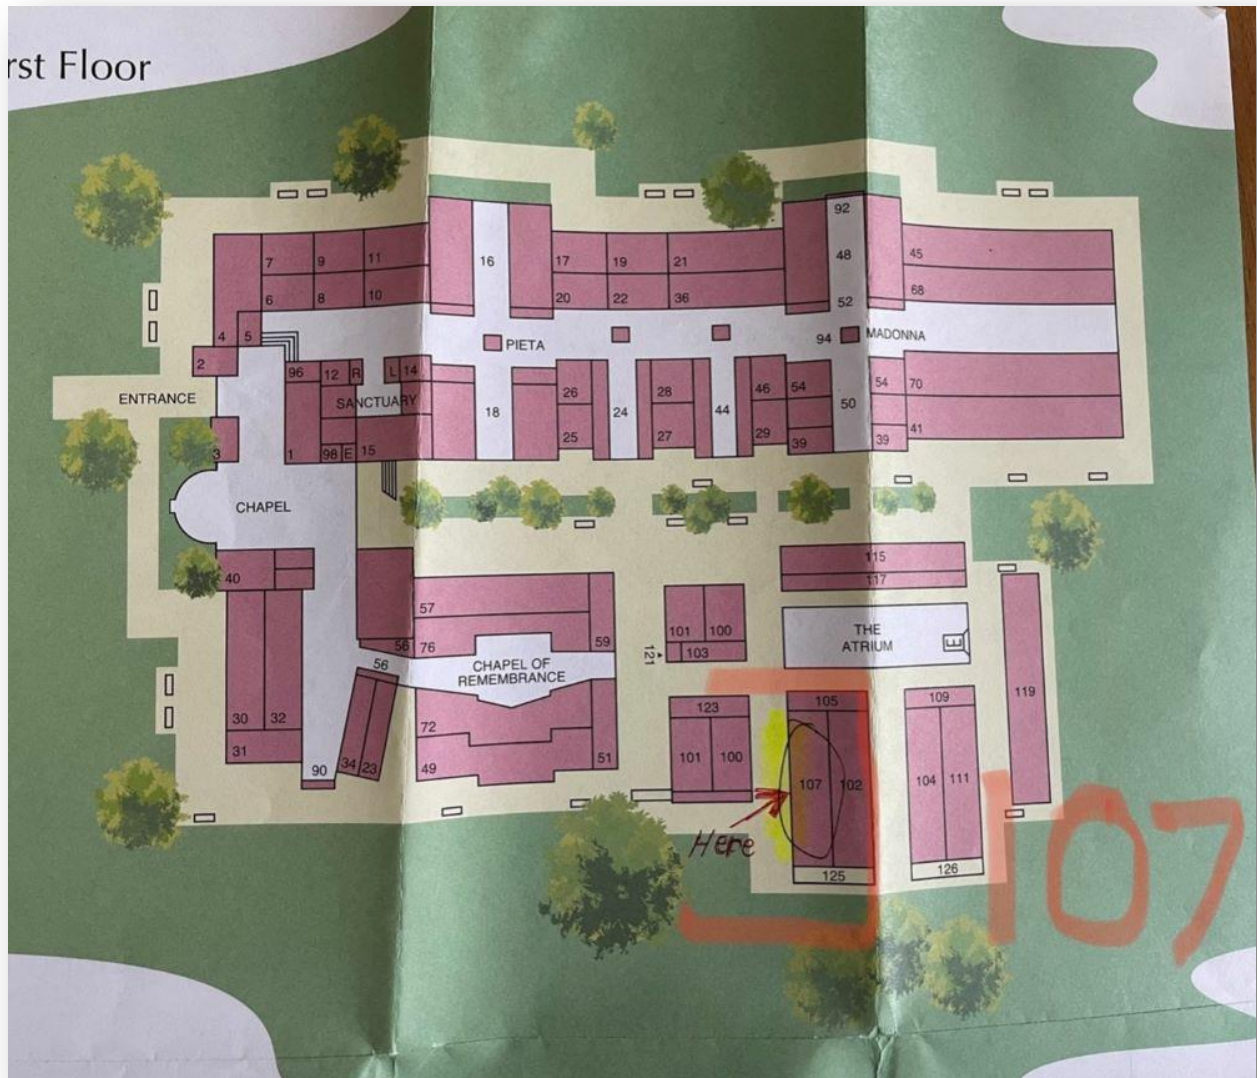 rst Floor
92
7 9 11 16 17 19 21 48 45
6 8 10 20 22 36 52 68
4 5 PIETA 94 MADONNA
2 96 12 R L 14 26 28 46 54 54 70
ENTRANCE SANCTUARY 18 24 44 50
3 1 98 E 15 25 27 29 39 39 41
CHAPEL
115
40 117
57
101 100 THE
ATRIUM
E
56 76 59 121 103
56 CHAPEL OF
REMEMBRANCE
119
30 32 72 123 105 109
31 51 101 100 107 102 104 111
90 34 23 49
Here 107
125 126